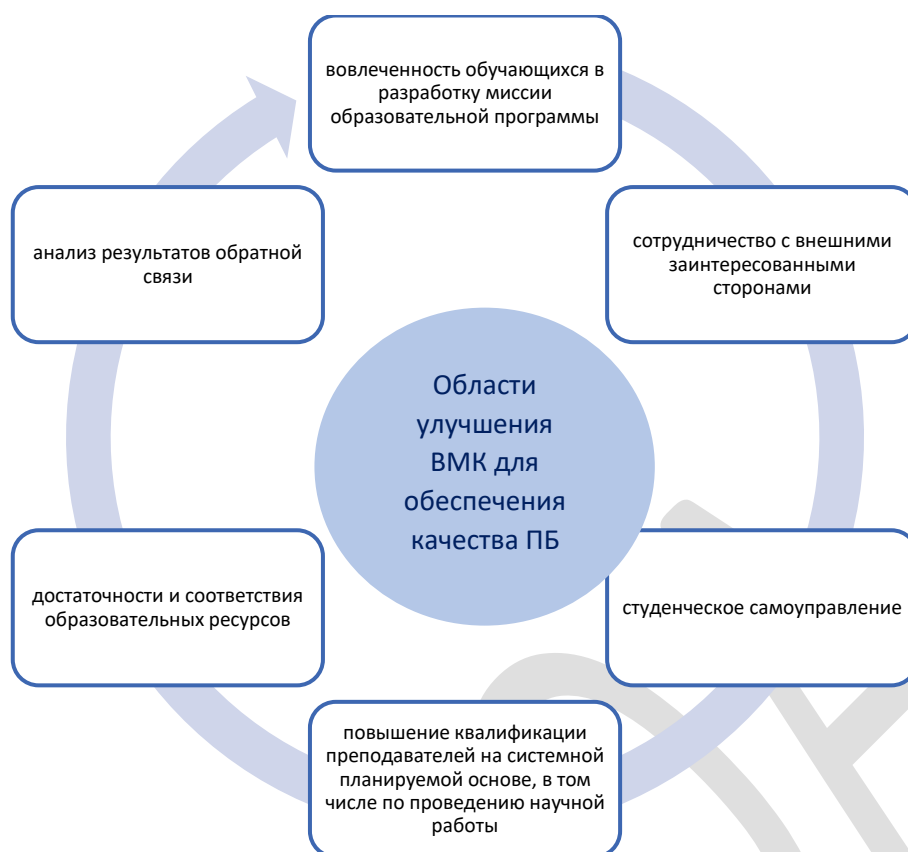 вовлеченность обучающихся в
разработку миссии
образовательной программы
сотрудничество с внешними
заинтересованными
сторонами
студенческое самоуправление
повышение квалификации
преподавателей на системной
планируемой основе, в том
числе по проведению научной
работы
достаточности и соответствия
образовательных ресурсов
анализ результатов обратной
связи
Области
улучшения
ВМК для
обеспечения
качества ПБ